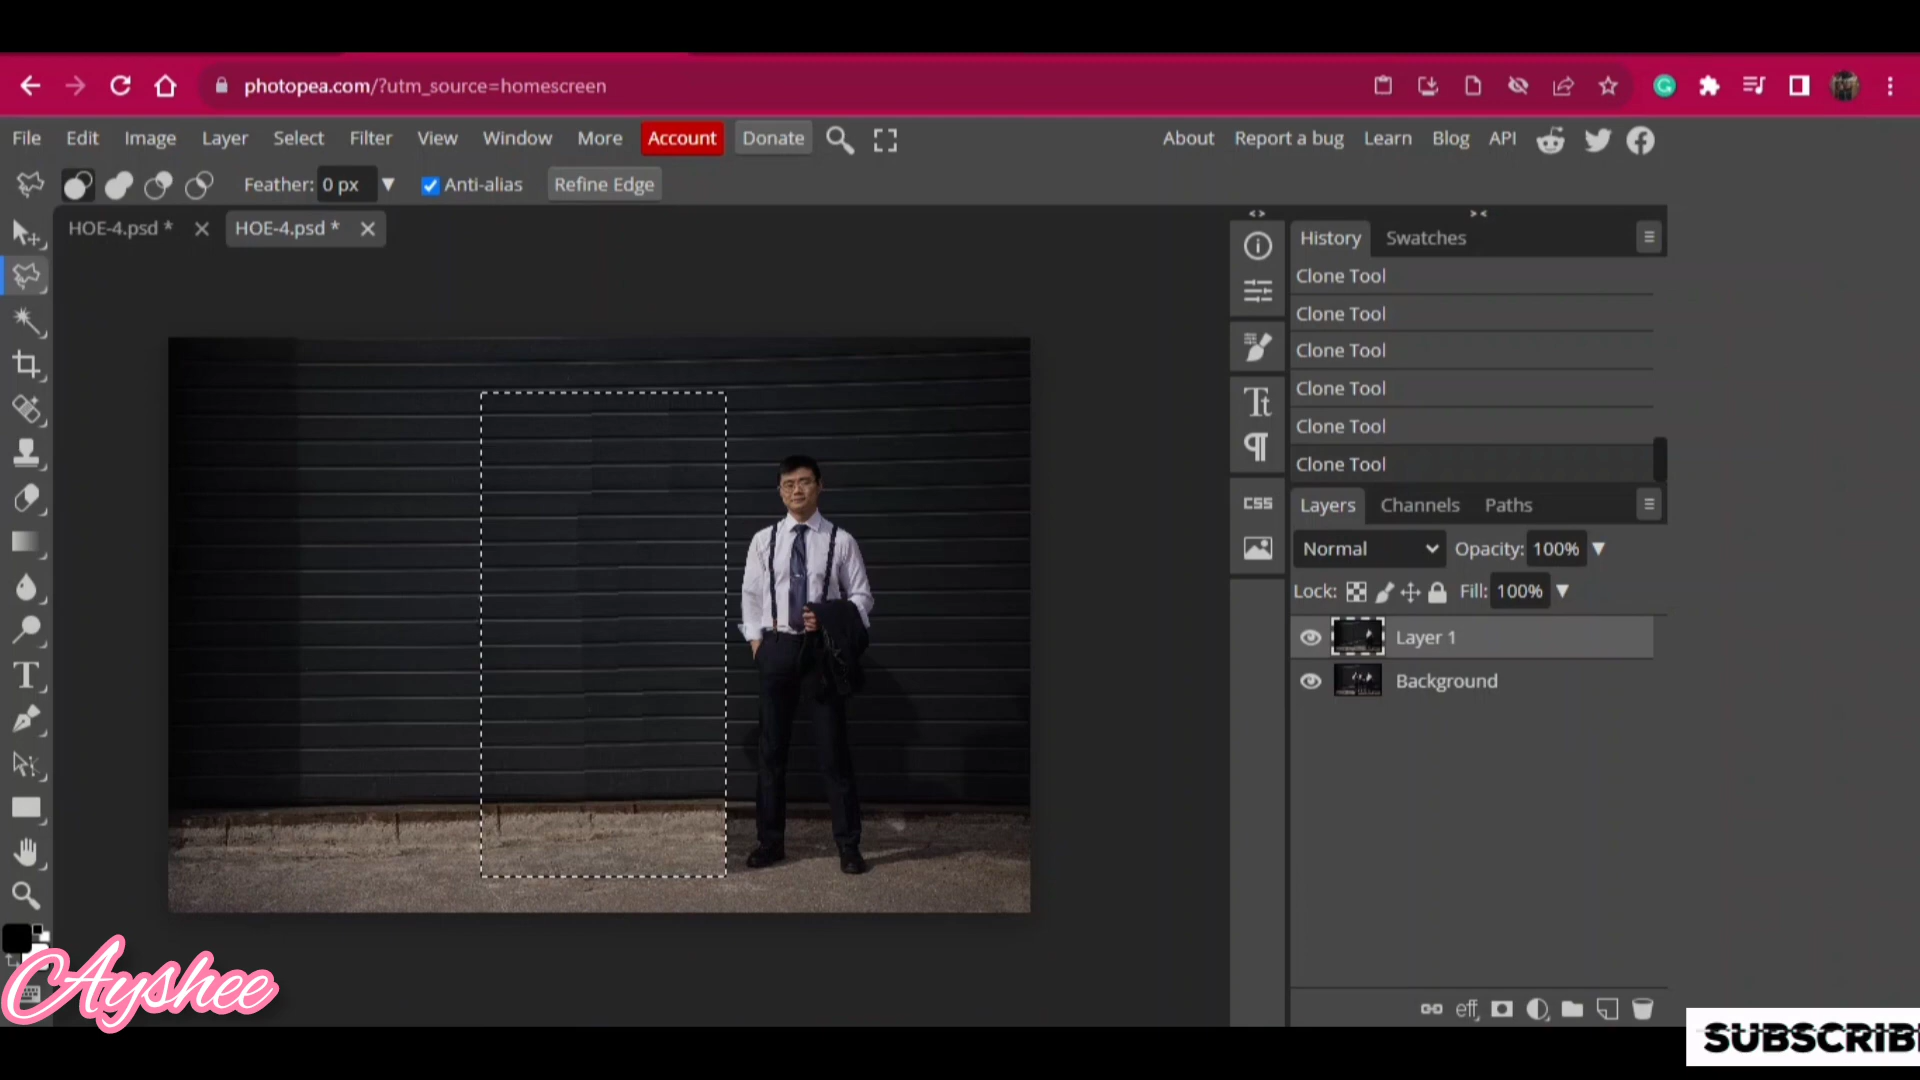 photopea.com/?utm_source=homescreen
File Edit Image Layer Select Filter View Window More Account Donate About Report a bug Learn Blog API
Feather: 0 px Anti-alias Refine Edge
HOE-4.psd * HOE-4.psd *
History Swatches
Clone Tool
Clone Tool
Clone Tool
Clone Tool
Clone Tool
Clone Tool
CSS
Layers Channels Paths
Normal Opacity: 100%
Lock: Fill: 100%
Layer 1
Background
eff
Ayshee
SUBSCRIBE